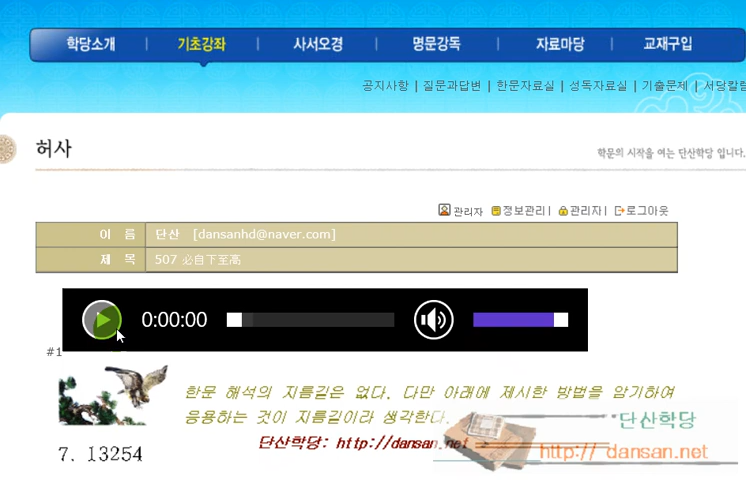 학당소개 | 기초강좌 | 사서오경 | 명문강독 | 자료마당 | 교재구입
공지사항 | 질문과답변 | 한문자료실 | 성독자료실 | 기출문제 | 서당칼럼
허사
학문의 시작을 여는 단산학당 입니다.
관리자 정보관리| 관리자| 로그아웃
이 름 단산 [dansanhd@naver.com]
제 목 507 必自下至高
0:00:00
#1
한문 해석의 지름길은 없다. 다만 아래에 제시한 방법을 암기하여
응용하는 것이 지름길이라 생각한다.
단산학당: http://dansan.net
단산학당
http:// dansan.net
7. 13254